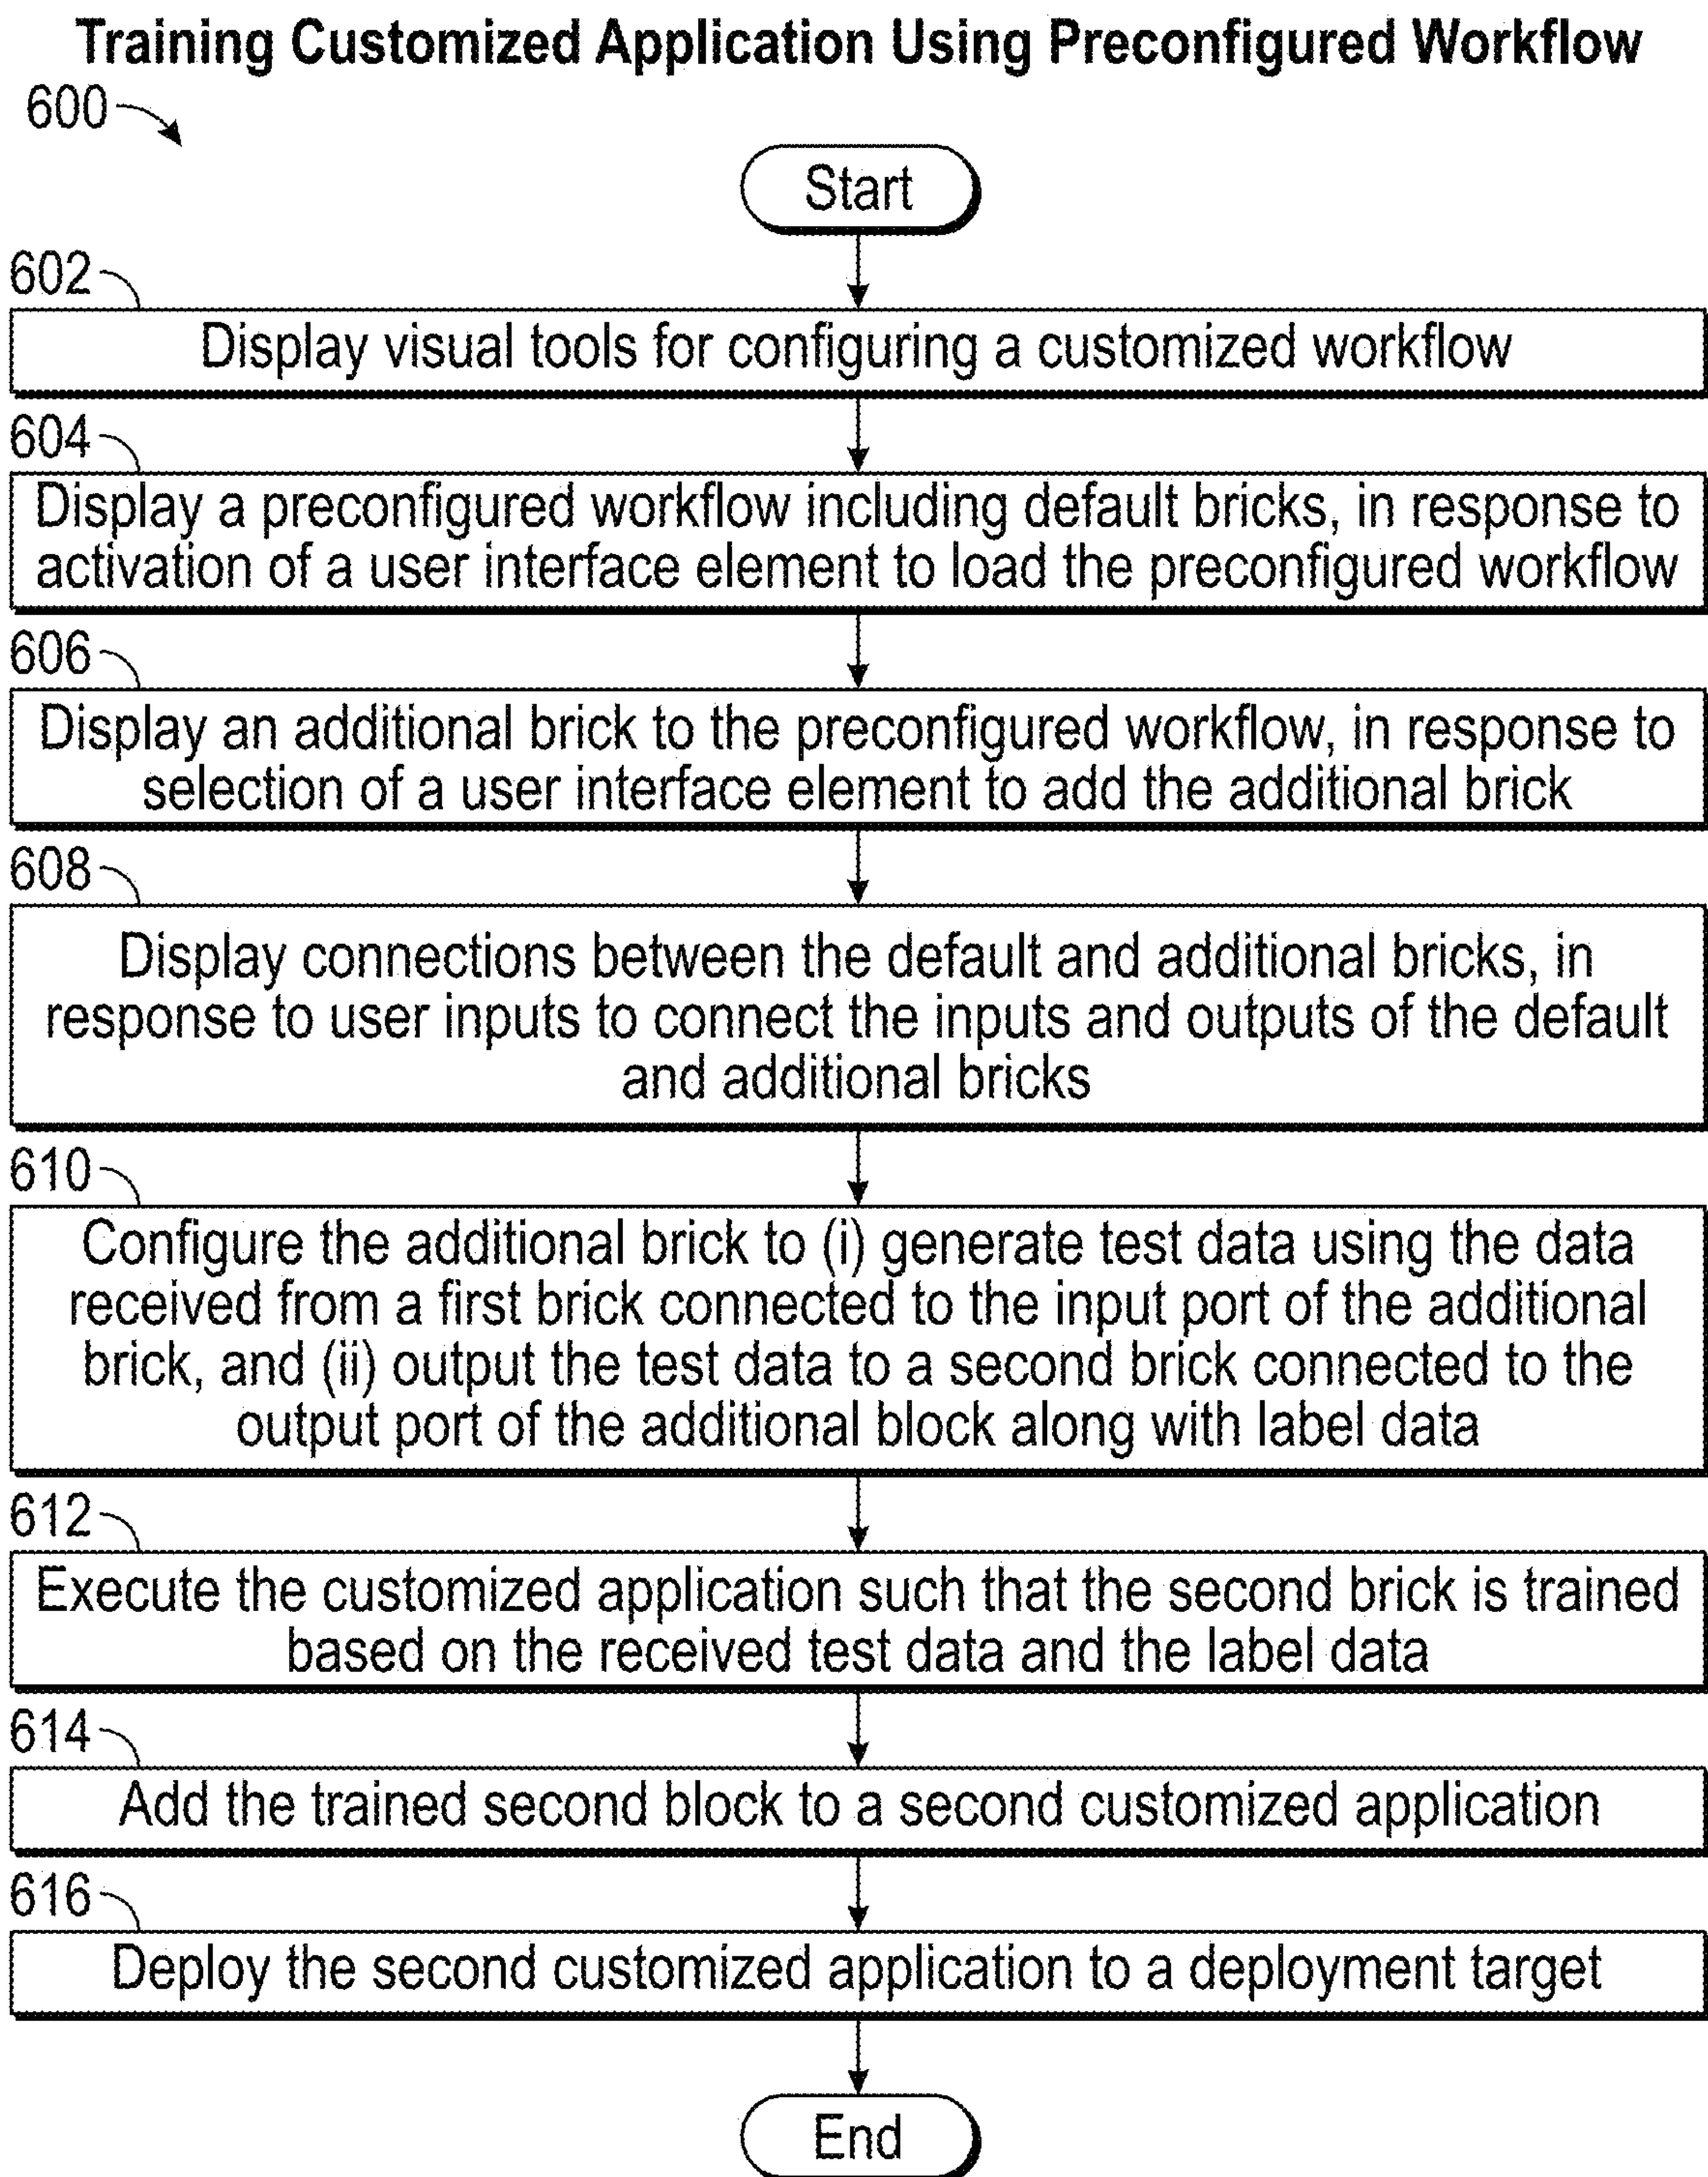 Training Customized Application Using Preconfigured Workflow
600
Start
602
Display visual tools for configuring a customized workflow
604
Display a preconfigured workflow including default bricks, in response to
activation of a user interface element to load the preconfigured workflow
606
Display an additional brick to the preconfigured workflow, in response to
selection of a user interface element to add the additional brick
608
Display connections between the default and additional bricks, in
response to user inputs to connect the inputs and outputs of the default
and additional bricks
610
Configure the additional brick to (i) generate test data using the data
received from a first brick connected to the input port of the additional
brick, and (ii) output the test data to a second brick connected to the
output port of the additional block along with label data
612
Execute the customized application such that the second brick is trained
based on the received test data and the label data
614
Add the trained second block to a second customized application
616
Deploy the second customized application to a deployment target
End